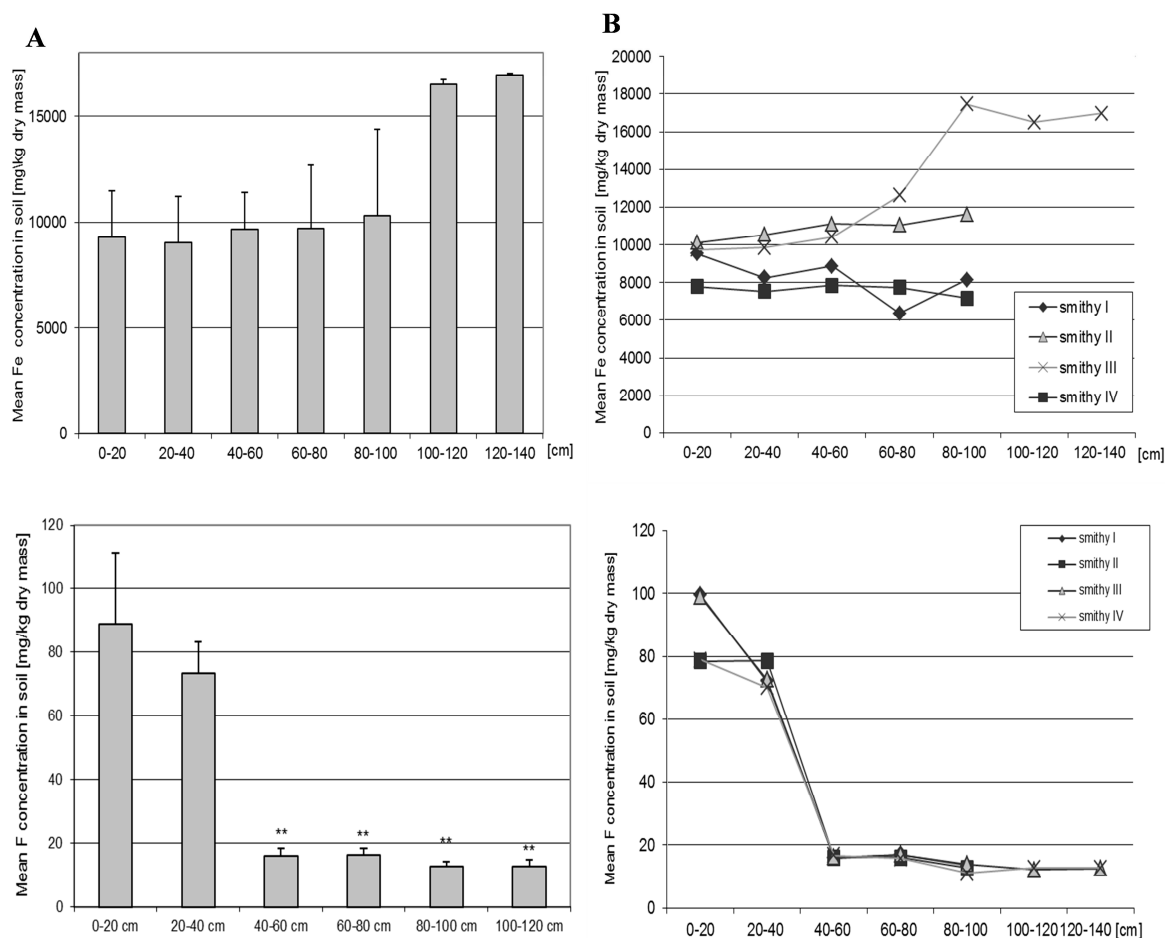 A
Mean Fe concentration in soil [mg\kg dry mass]
15000
10000
5000
0
0-20 20-40 40-60 60-80 80-100 100-120 120-140 [cm]
B
Mean Fe concentration in soil [mg/kg dry mass]
20000
18000
16000
14000
12000
10000
8000
6000
4000
2000
0
0-20 20-40 40-60 60-80 80-100 100-120 120-140 [cm]
smithy I
smithy II
smithy III
smithy IV
Mean F concentration in soil [mg/kg dry mass]
120
100
80
60
40
20
0
** ** ** **
0-20 cm 20-40 cm 40-60 cm 60-80 cm 80-100 cm 100-120 cm
Mean F concentration in soil [mg/kg dry mass]
120
100
80
60
40
20
0
0-20 20-40 40-60 60-80 80-100 100-120 120-140 [cm]
smithy I
smithy II
smithy III
smithy IV